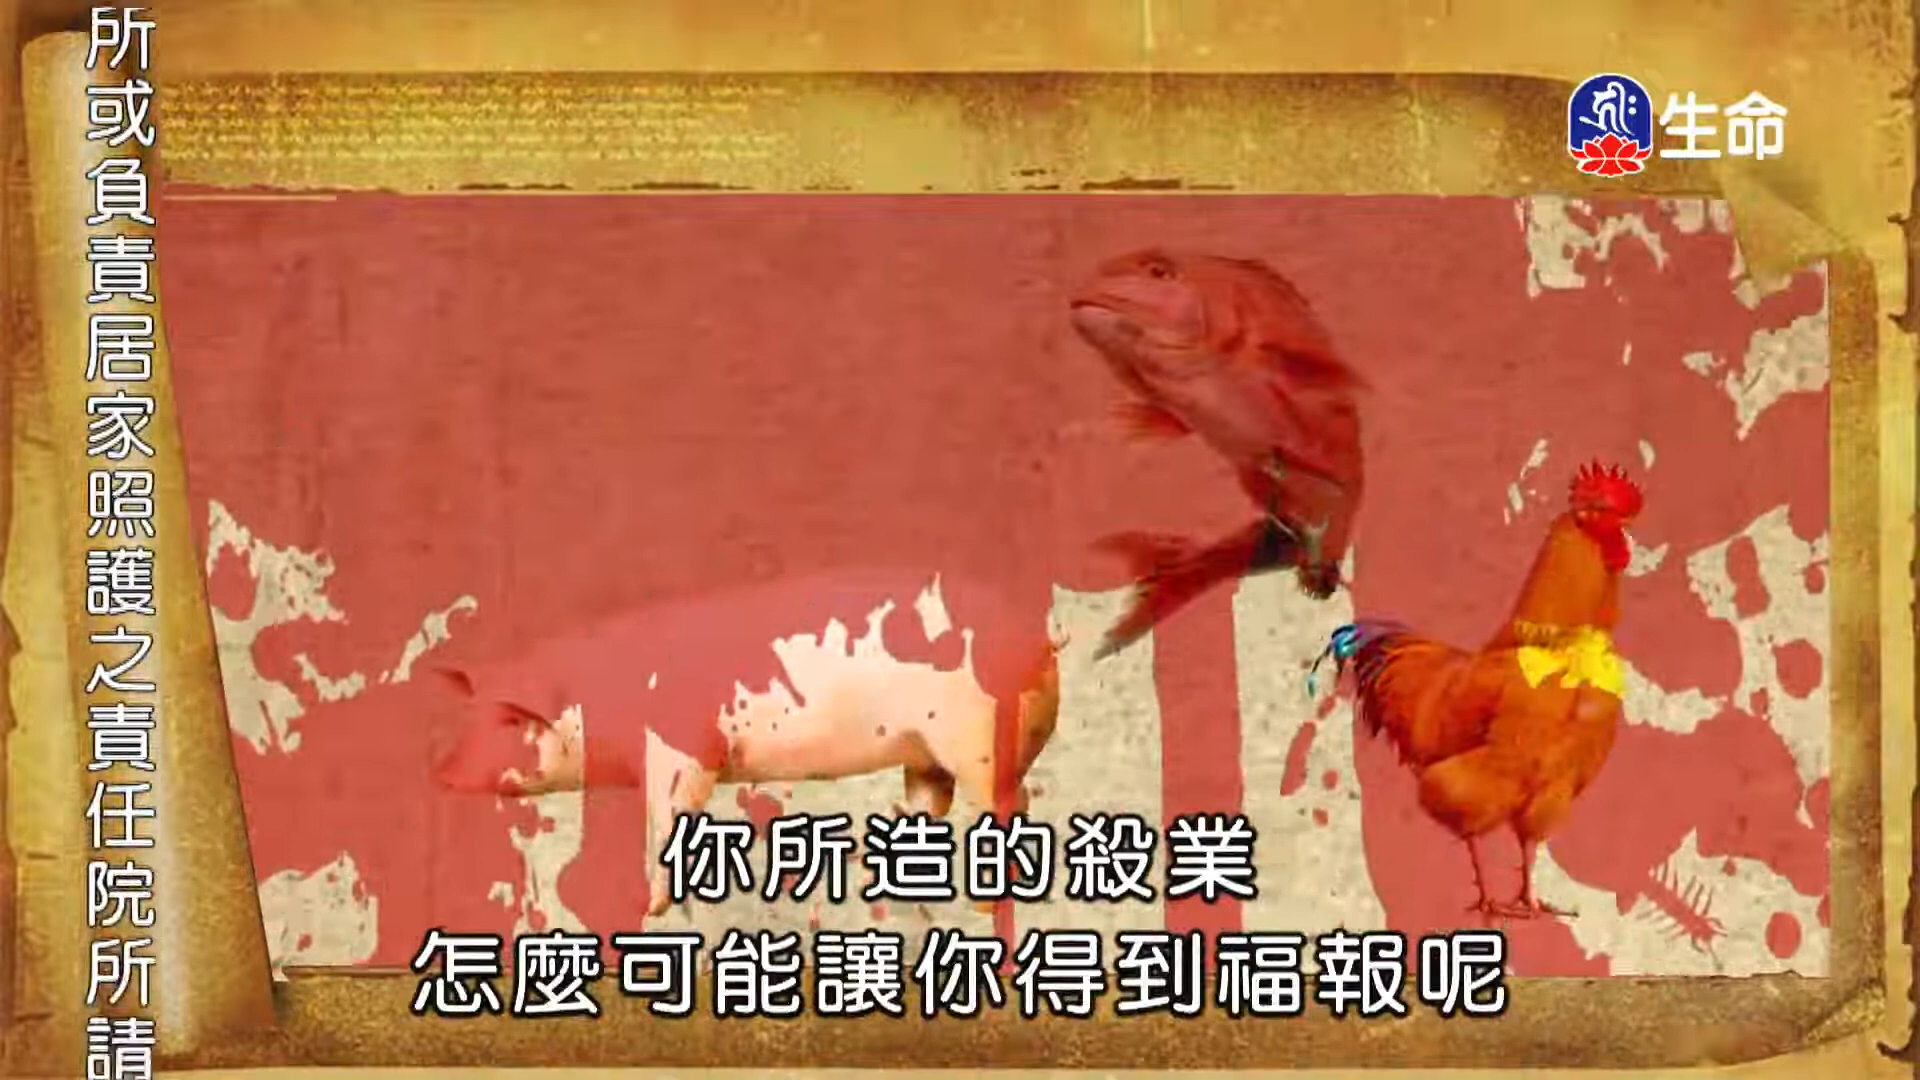 所或負責居家照護之責任院所請
生命
你所造的殺業
怎麼可能讓你得到福報呢